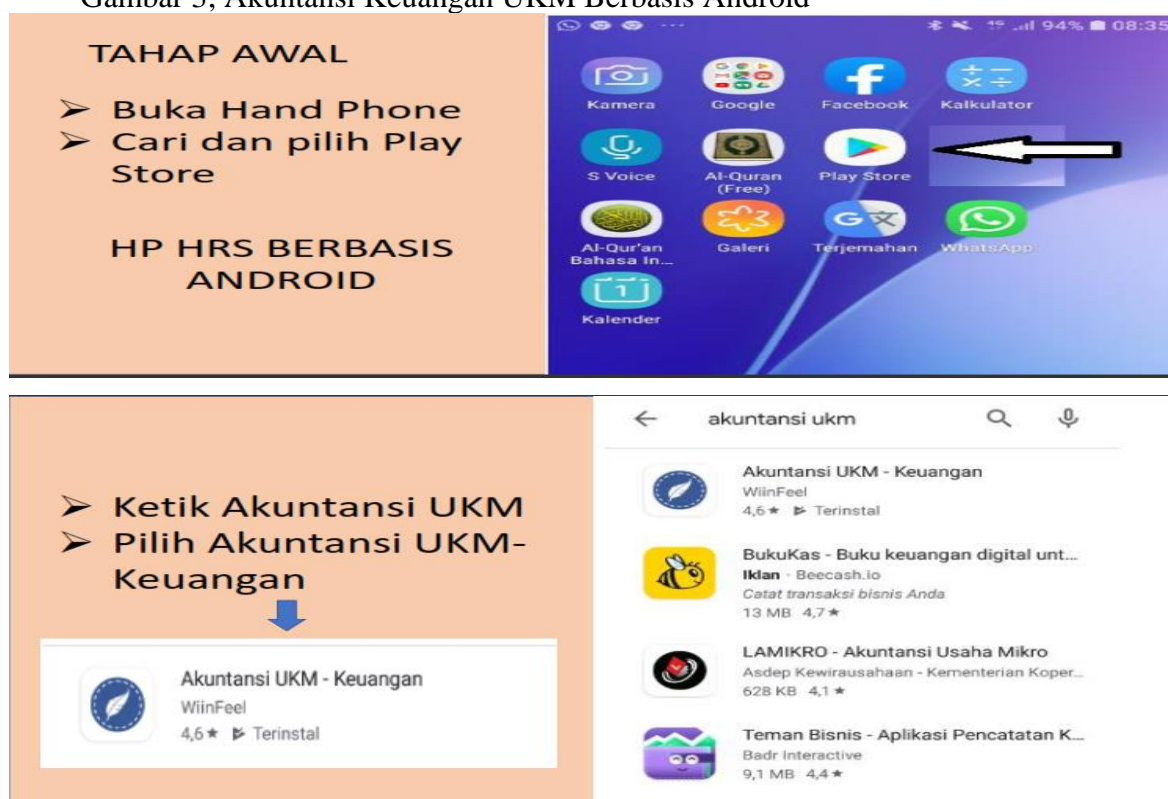 Gambar 3; Akuntansi Keuangan UKM Berbasis Android
TAHAP AWAL
➢ Buka Hand Phone
➢ Cari dan pilih Play
Store
HP HRS BERBASIS
ANDROID
94% 08:35
Kamera Google Facebook Kalkulator
S Voice Al-Quran Play Store
(Free)
Al-Qur'an Galeri Terjemahan WhatsApp
Bahasa In...
1
Kalender
➢ Ketik Akuntansi UKM
➢ Pilih Akuntansi UKM-
Keuangan
Akuntansi UKM - Keuangan
WiinFeel
4,6★ Terinstal
akuntansi ukm
Akuntansi UKM - Keuangan
WiinFeel
4,6★ Terinstal
BukuKas - Buku keuangan digital unt...
Iklan · Beecash.io
Catat transaksi bisnis Anda
13 MB 4,7★
LAMIKRO - Akuntansi Usaha Mikro
Asdep Kewirausahaan - Kementerian Koper...
628 KB 4,1★
Teman Bisnis - Aplikasi Pencatatan K...
Badr Interactive
9,1 MB 4,4★